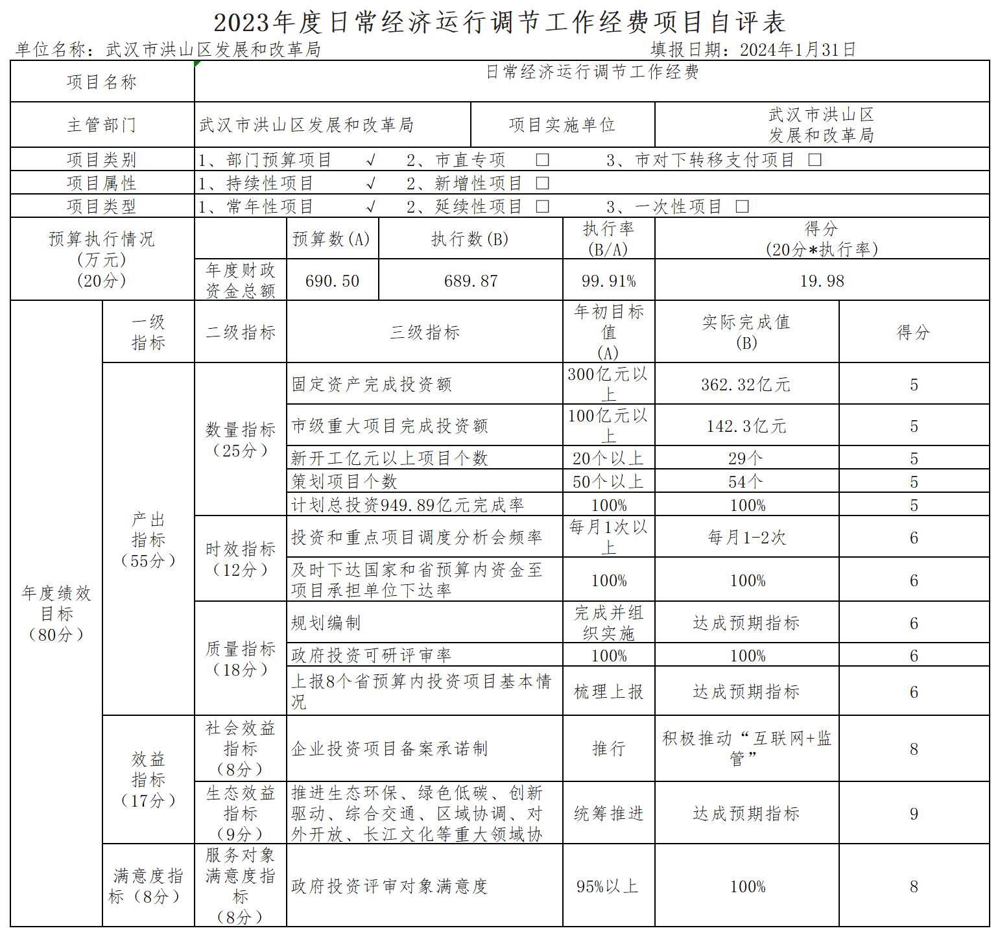 2023年度日常经济运行调节工作经费项目自评表
单位名称：武汉市洪山区发展和改革局 填报日期：2024年1月31日
项目名称 日常经济运行调节工作经费
主管部门 武汉市洪山区发展和改革局 项目实施单位 武汉市洪山区
发展和改革局
项目类别 1、部门预算项目 √ 2、市直专项 □ 3、市对下转移支付项目 □
项目属性 1、持续性项目 √ 2、新增性项目 □
项目类型 1、常年性项目 √ 2、延续性项目 □ 3、一次性项目 □
预算执行情况
(万元)
(20分)
预算数(A) 执行数(B) 执行率
(B/A)
得分
(20分*执行率)
年度财政
资金总额
690.50 689.87 99.91% 19.98
年度绩效
目标
（80分）
一级
指标
二级指标 三级指标 年初目标
值
(A)
实际完成值
(B)
得分
产出
指标
（55分）
数量指标
（25分）
固定资产完成投资额 300亿元以
上
362.32亿元 5
市级重大项目完成投资额 100亿元以
上
142.3亿元 5
新开工亿元以上项目个数 20个以上 29个 5
策划项目个数 50个以上 54个 5
计划总投资949.89亿元完成率 100% 100% 5
时效指标
（12分）
投资和重点项目调度分析会频率 每月1次以
上
每月1-2次 6
及时下达国家和省预算内资金至
项目承担单位下达率
100% 100% 6
质量指标
（18分）
规划编制 完成并组
织实施
达成预期指标 6
政府投资可研评审率 100% 100% 6
上报8个省预算内投资项目基本情
况
梳理上报 达成预期指标 6
效益
指标
（17分）
社会效益
指标
（8分）
企业投资项目备案承诺制 推行 积极推动“互联网+监
管”
8
生态效益
指标
（9分）
推进生态环保、绿色低碳、创新
驱动、综合交通、区域协调、对
外开放、长江文化等重大领域协
统筹推进 达成预期指标 9
满意度指
标（8分）
服务对象
满意度指
标
（8分）
政府投资评审对象满意度 95%以上 100% 8